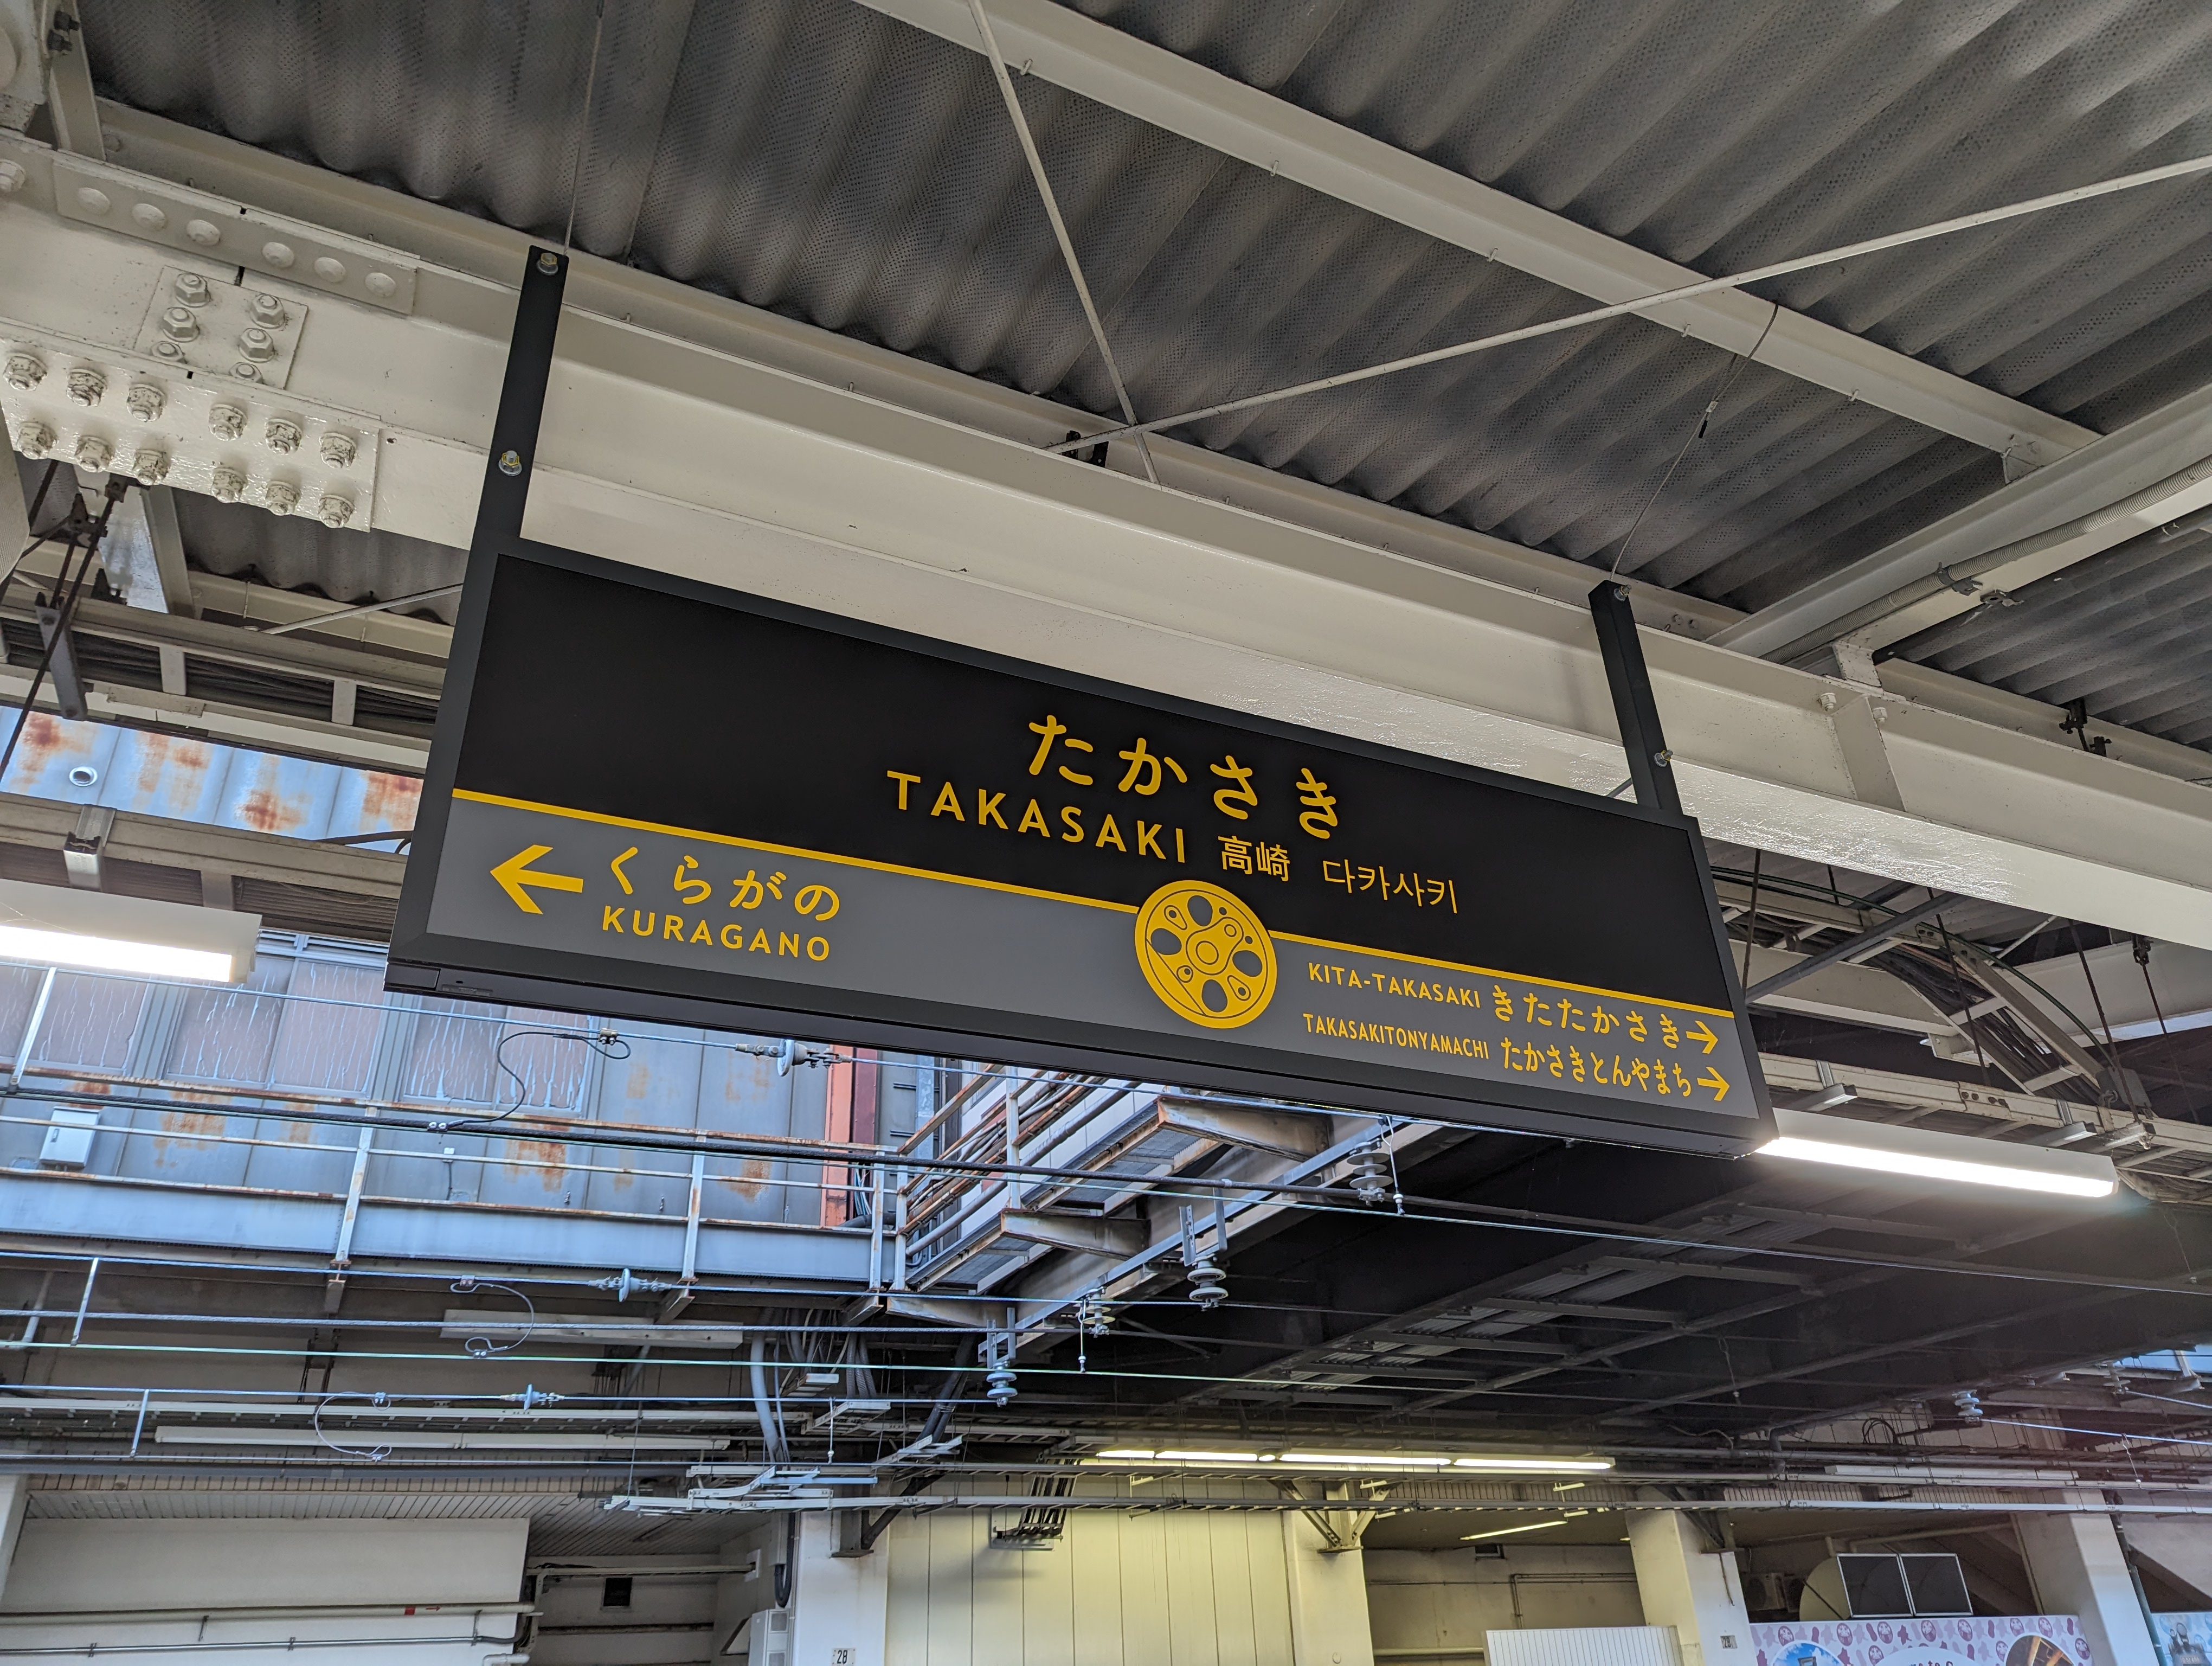 たかさき
TAKASAKI 高崎 다카사키
← くらがの
KURAGANO
KITA-TAKASAKI きたたかさき →
TAKASAKITONYAMACHI たかさきとんやまち →
28